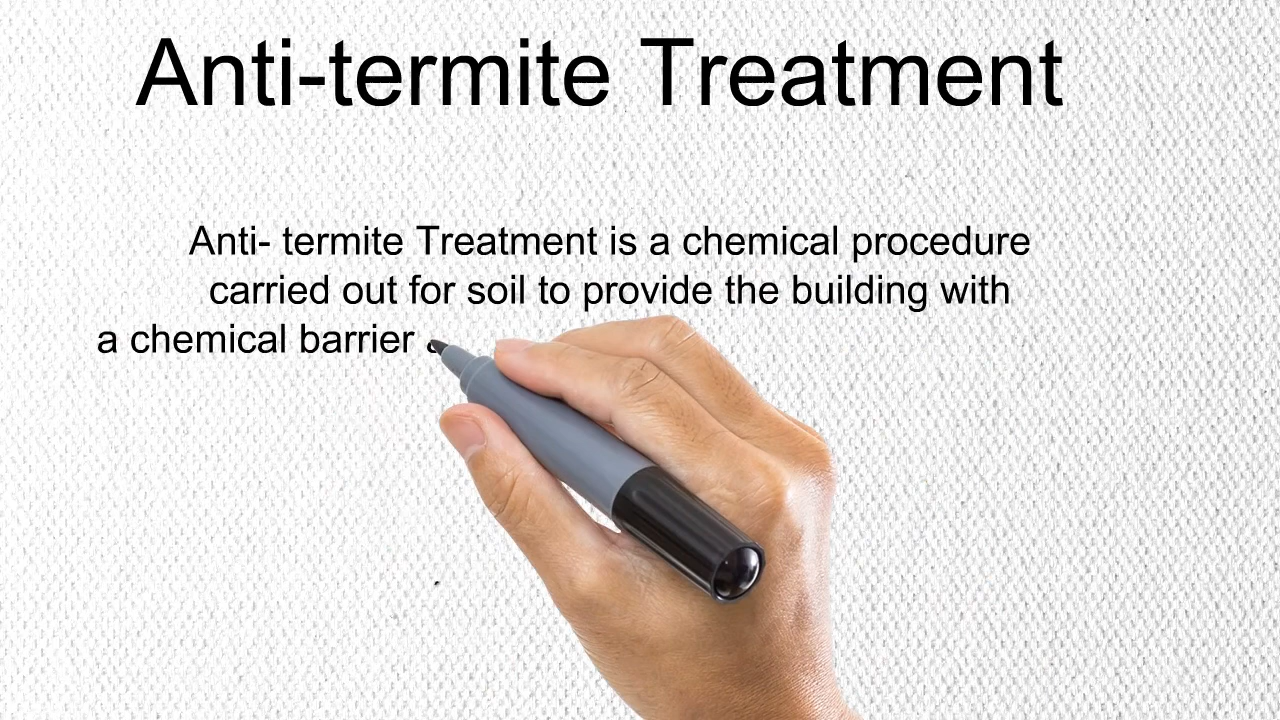 Anti-termite Treatment
Anti- termite Treatment is a chemical procedure
carried out for soil to provide the building with
a chemical barrier